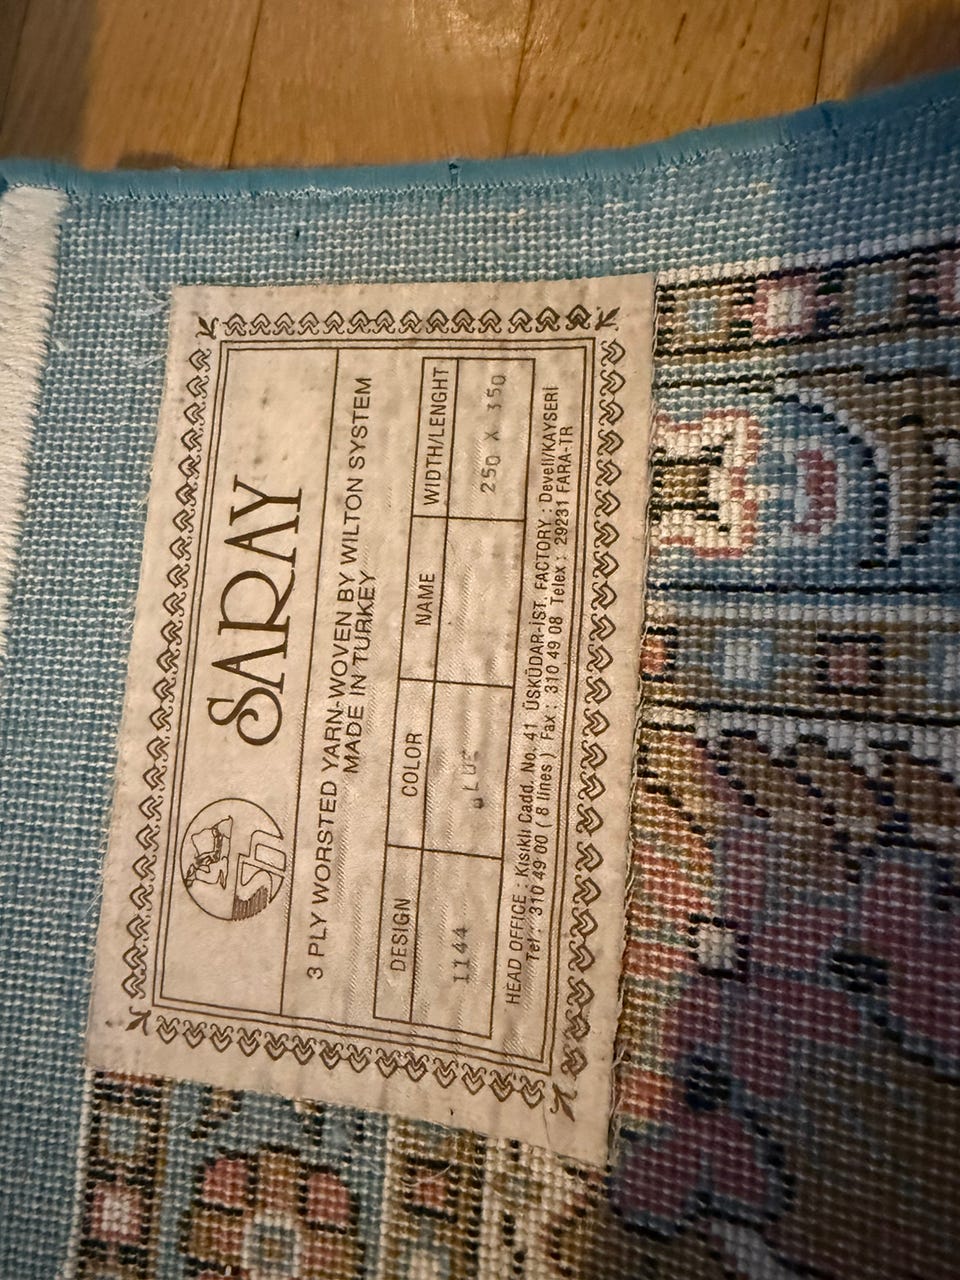 SARAY
3 PLY WORSTED YARN-WOVEN BY WILTON SYSTEM
MADE IN TURKEY
DESIGN COLOR NAME WIDTH/LENGHT
1144 BLUE 250 X 350
HEAD OFFICE : Kısıklı Cadd. No. 41 ÜSKÜDAR-İST. FACTORY : Develi/KAYSERİ
Tel : 310 49 00 ( 8 lines ) Fax : 310 49 08 Telex : 29231 FARA-TR